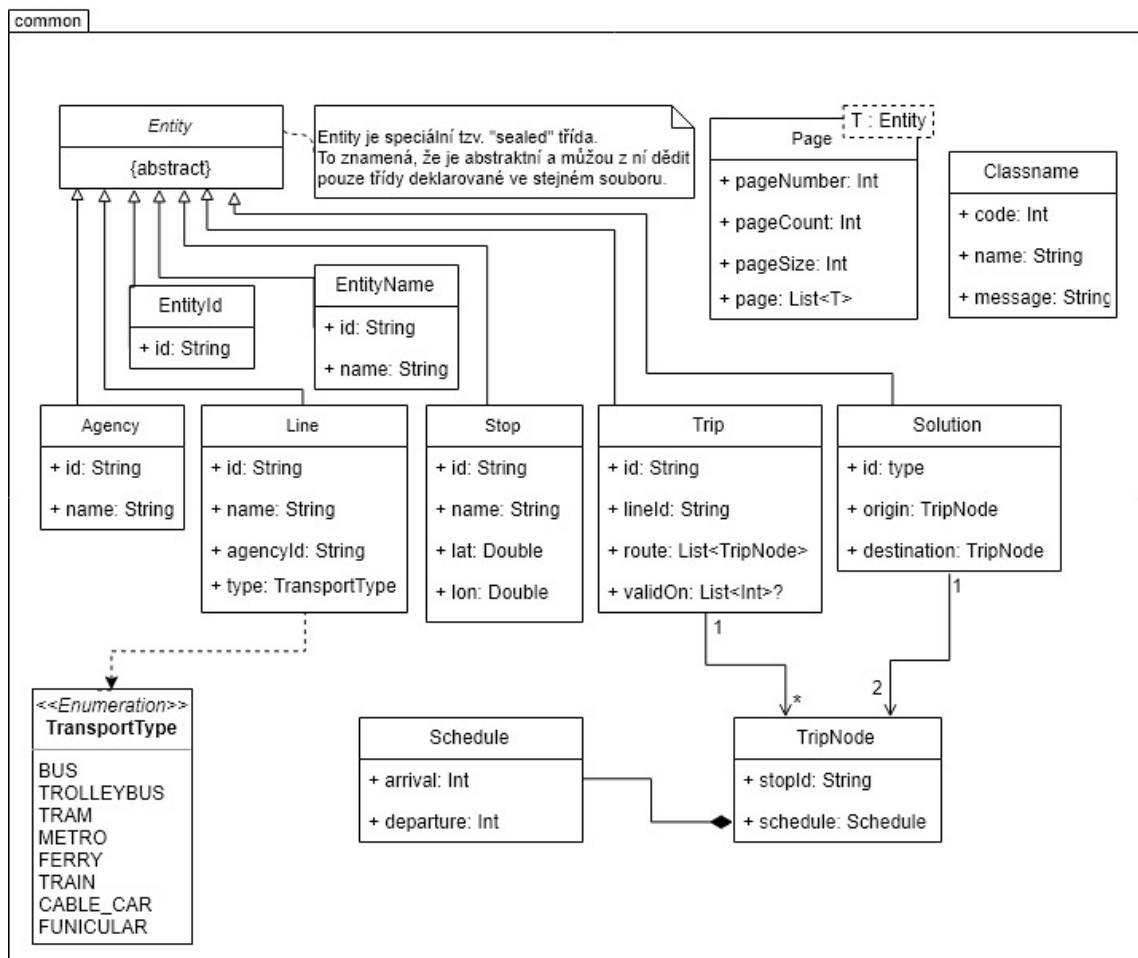 common
Entity
{abstract}
Entity je speciální tzv. "sealed" třída.
To znamená, že je abstraktní a můžou z ní dědit
pouze třídy deklarované ve stejném souboru.
T : Entity
Page
+ pageNumber: Int
+ pageCount: Int
+ pageSize: Int
+ page: List<T>
Classname
+ code: Int
+ name: String
+ message: String
EntityId
+ id: String
EntityName
+ id: String
+ name: String
Agency
+ id: String
+ name: String
Line
+ id: String
+ name: String
+ agencyId: String
+ type: TransportType
Stop
+ id: String
+ name: String
+ lat: Double
+ lon: Double
Trip
+ id: String
+ lineId: String
+ route: List<TripNode>
+ validOn: List<Int>?
Solution
+ id: type
+ origin: TripNode
+ destination: TripNode
1
1
*
2
<<Enumeration>>
TransportType
BUS
TROLLEYBUS
TRAM
METRO
FERRY
TRAIN
CABLE_CAR
FUNICULAR
Schedule
+ arrival: Int
+ departure: Int
TripNode
+ stopId: String
+ schedule: Schedule